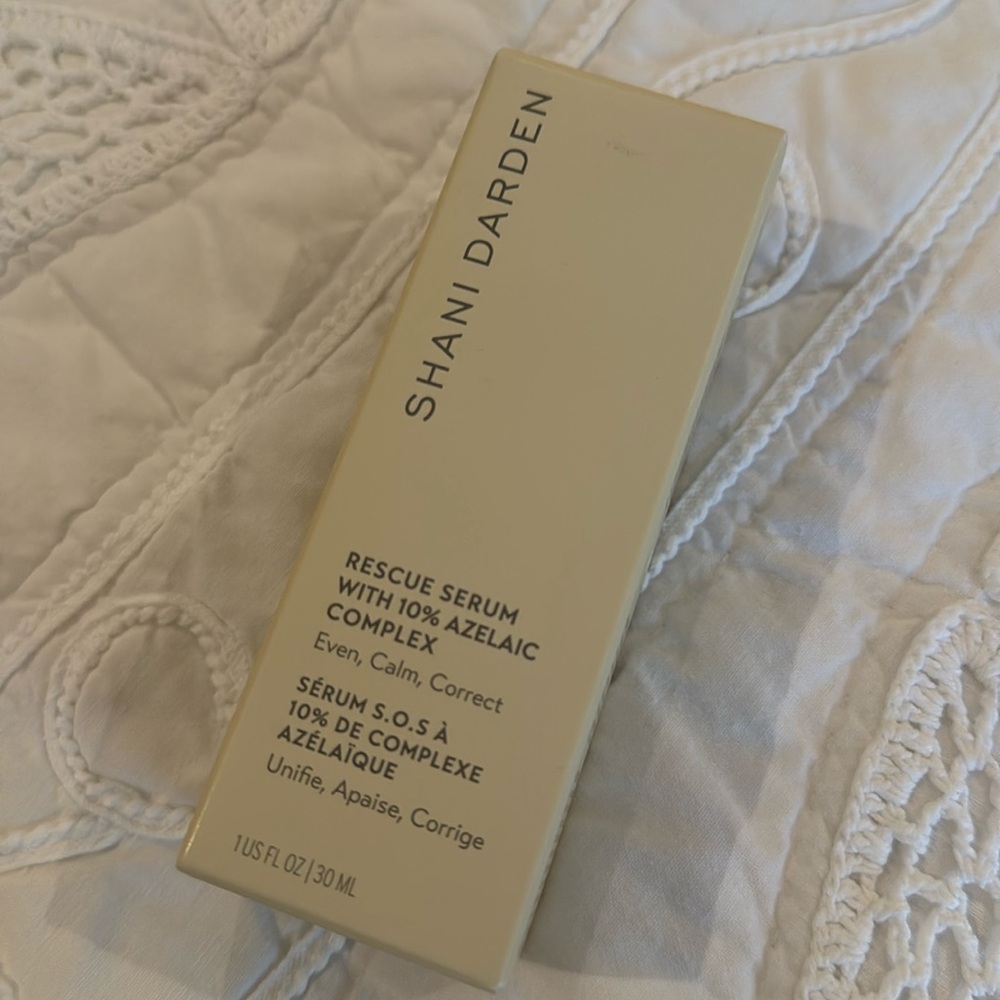 SHANI DARDEN
RESCUE SERUM
WITH 10% AZELAIC
COMPLEX
Even, Calm, Correct
SÉRUM S.O.S À
10% DE COMPLEXE
AZÉLAÏQUE
Unifie, Apaise, Corrige
1 US FL OZ | 30 ML